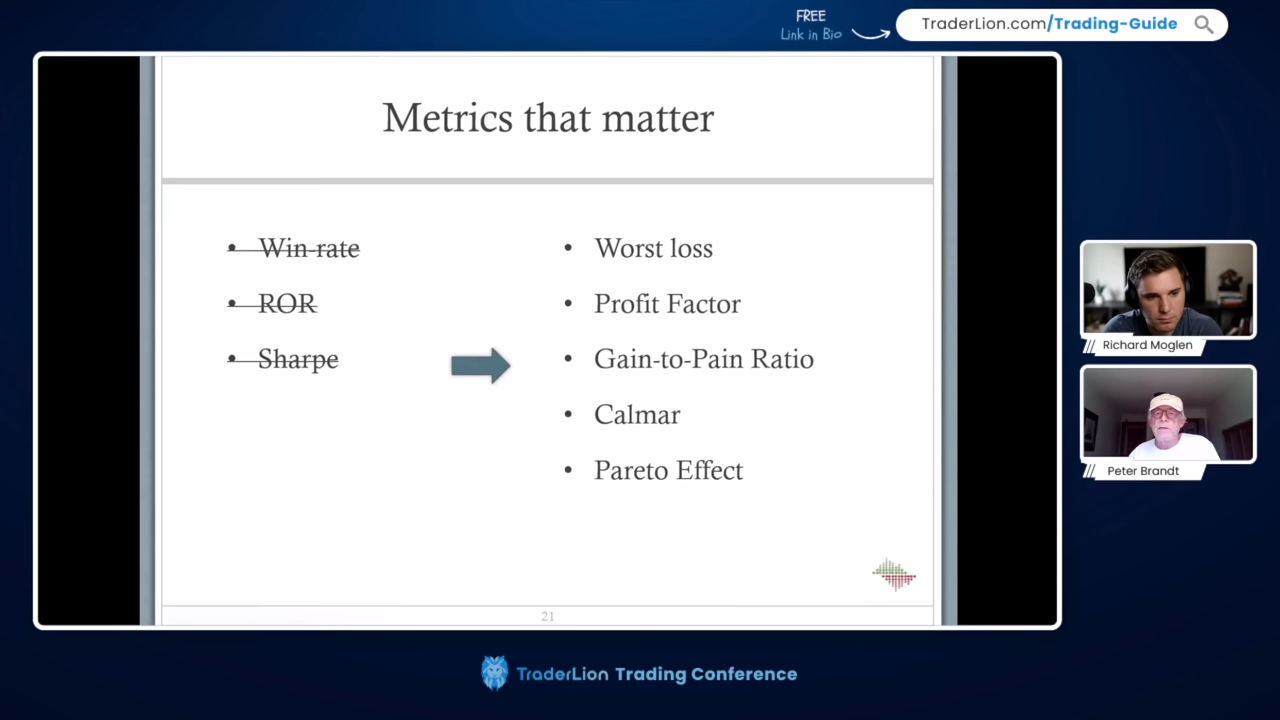 FREE
Link in Bio
TraderLion.com/Trading-Guide
Metrics that matter
• Win-rate
• ROR
• Sharpe
• Worst loss
• Profit Factor
• Gain-to-Pain Ratio
• Calmar
• Pareto Effect
21
Richard Moglen
Peter Brandt
TraderLion Trading Conference